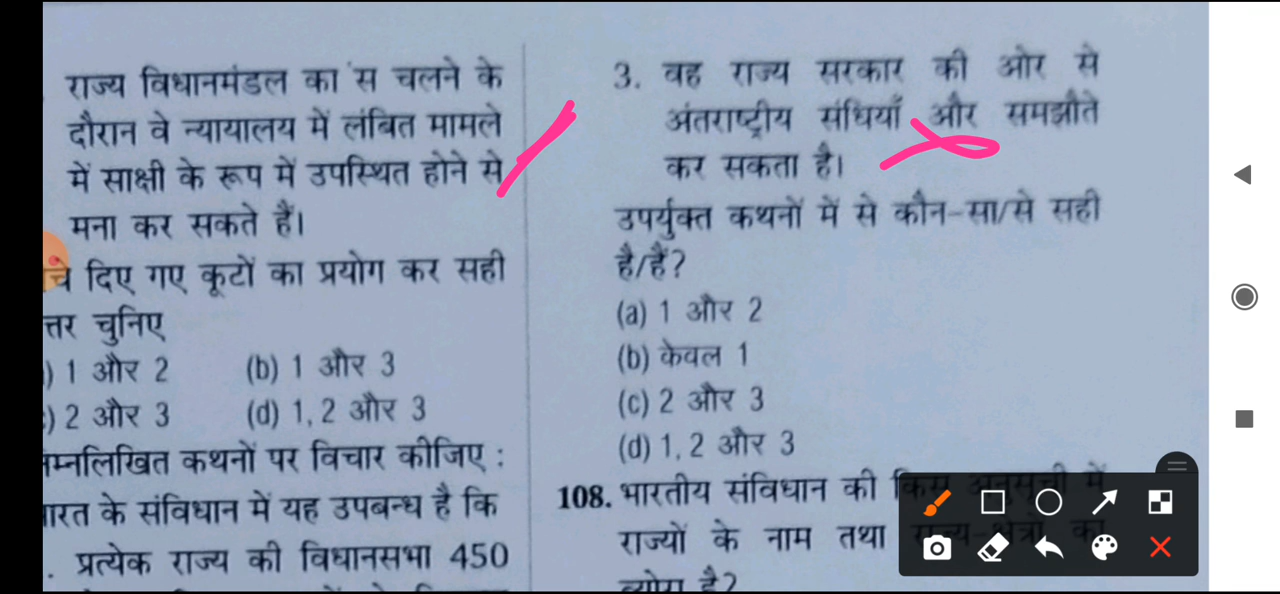 राज्य विधानमंडल का स चलने के
दौरान वे न्यायालय में लंबित मामले
में साक्षी के रूप में उपस्थित होने से
मना कर सकते हैं।
चे दिए गए कूटों का प्रयोग कर सही
त्तर चुनिए
) 1 और 2 (b) 1 और 3
) 2 और 3 (d) 1, 2 और 3
म्नलिखित कथनों पर विचार कीजिए :
ारत के संविधान में यह उपबन्ध है कि
. प्रत्येक राज्य की विधानसभा 450
3. वह राज्य सरकार की ओर से
अंतराष्ट्रीय संधियाँ और समझौते
कर सकता है।
उपर्युक्त कथनों में से कौन-सा/से सही
है/हैं?
(a) 1 और 2
(b) केवल 1
(c) 2 और 3
(d) 1, 2 और 3
108. भारतीय संविधान की किस अनुसूची में
राज्यों के नाम तथा राज्य-क्षेत्रों का